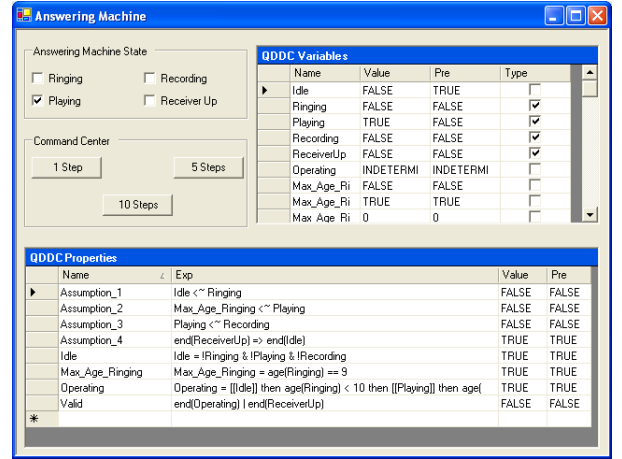 Answering Machine
Answering Machine State
Ringing Recording
Playing Receiver Up
Command Center
1 Step 5 Steps
10 Steps
QDDC Variables
Name Value Pre Type
Idle FALSE TRUE
Ringing FALSE FALSE
Playing TRUE FALSE
Recording FALSE FALSE
ReceiverUp FALSE FALSE
Operating INDETERMI INDETERMI
Max_Age_Ri FALSE FALSE
Max_Age_Ri TRUE TRUE
Max_Age_Ri 0 0
QDDC Properties
Name Exp Value Pre
Assumption_1 Idle <~ Ringing FALSE FALSE
Assumption_2 Max_Age_Ringing <~ Playing FALSE FALSE
Assumption_3 Playing <~ Recording FALSE FALSE
Assumption_4 end(ReceiverUp) => end(Idle) TRUE TRUE
Idle Idle = !Ringing & !Playing & !Recording TRUE TRUE
Max_Age_Ringing Max_Age_Ringing = age(Ringing) == 9 TRUE TRUE
Operating Operating = [[Idle]] then age(Ringing) < 10 then [[Playing]] then age( TRUE TRUE
Valid end(Operating) | end(ReceiverUp) FALSE FALSE